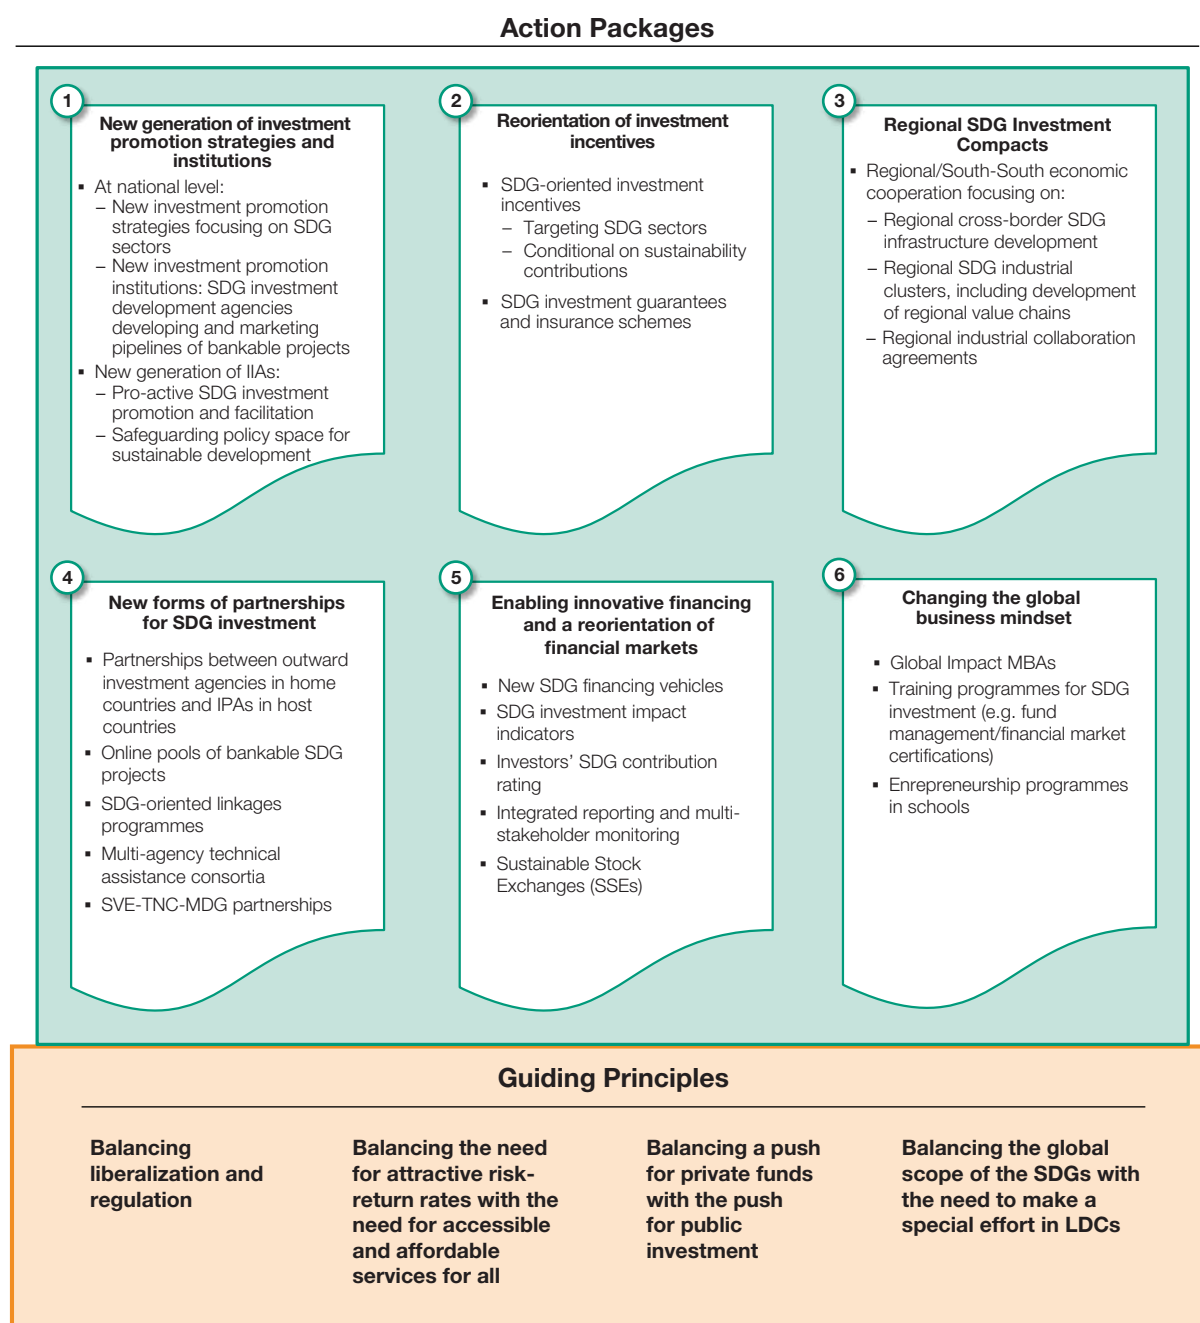 Action Packages
1
New generation of investment
promotion strategies and
institutions
▪ At national level:
– New investment promotion
strategies focusing on SDG
sectors
– New investment promotion
institutions: SDG investment
development agencies
developing and marketing
pipelines of bankable projects
▪ New generation of IIAs:
– Pro-active SDG investment
promotion and facilitation
– Safeguarding policy space for
sustainable development
2
Reorientation of investment
incentives
▪ SDG-oriented investment
incentives
– Targeting SDG sectors
– Conditional on sustainability
contributions
▪ SDG investment guarantees
and insurance schemes
3
Regional SDG Investment
Compacts
▪ Regional/South-South economic
cooperation focusing on:
– Regional cross-border SDG
infrastructure development
– Regional SDG industrial
clusters, including development
of regional value chains
– Regional industrial collaboration
agreements
4
New forms of partnerships
for SDG investment
▪ Partnerships between outward
investment agencies in home
countries and IPAs in host
countries
▪ Online pools of bankable SDG
projects
▪ SDG-oriented linkages
programmes
▪ Multi-agency technical
assistance consortia
▪ SVE-TNC-MDG partnerships
5
Enabling innovative financing
and a reorientation of
financial markets
▪ New SDG financing vehicles
▪ SDG investment impact
indicators
▪ Investors’ SDG contribution
rating
▪ Integrated reporting and multi-
stakeholder monitoring
▪ Sustainable Stock
Exchanges (SSEs)
6
Changing the global
business mindset
▪ Global Impact MBAs
▪ Training programmes for SDG
investment (e.g. fund
management/financial market
certifications)
▪ Enrepreneurship programmes
in schools
Guiding Principles
Balancing
liberalization and
regulation
Balancing the need
for attractive risk-
return rates with the
need for accessible
and affordable
services for all
Balancing a push
for private funds
with the push
for public
investment
Balancing the global
scope of the SDGs with
the need to make a
special effort in LDCs